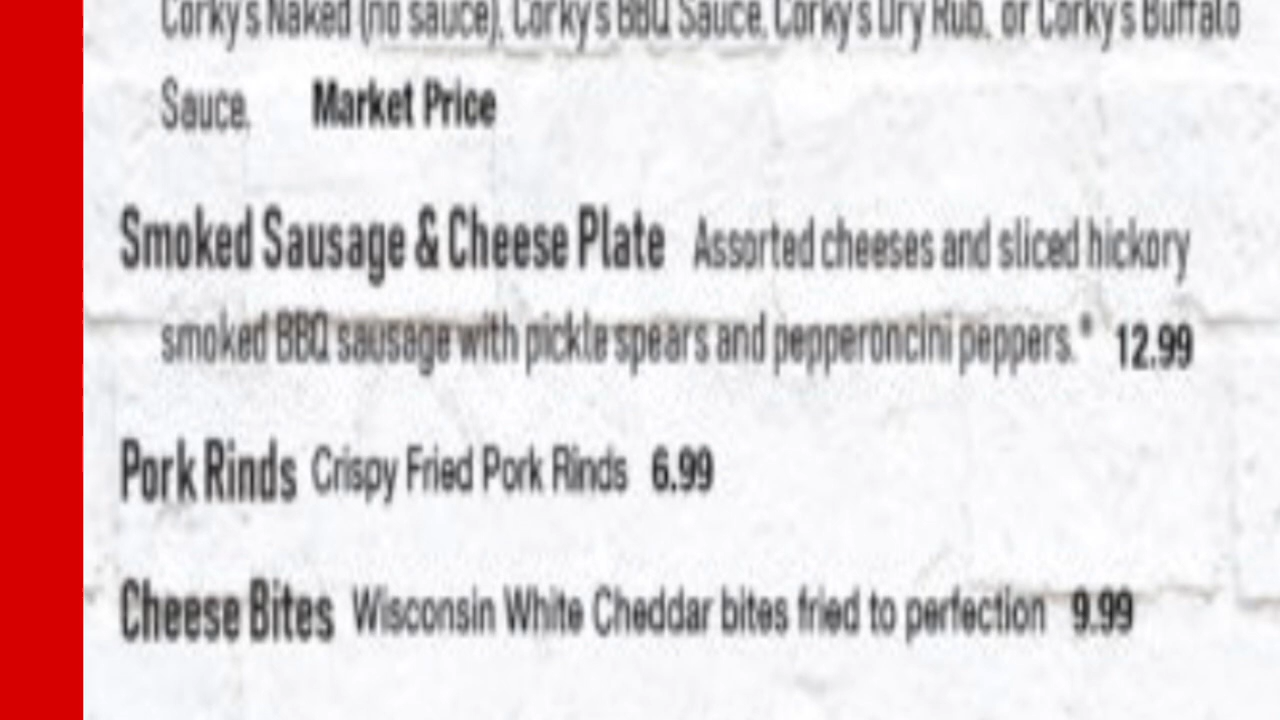 Corky's Naked (no sauce), Corky's BBQ Sauce, Corky's Dry Rub, or Corky's Buffalo
Sauce. Market Price
Smoked Sausage & Cheese Plate Assorted cheeses and sliced hickory
smoked BBQ sausage with pickle spears and pepperoncini peppers.* 12.99
Pork Rinds Crispy Fried Pork Rinds 6.99
Cheese Bites Wisconsin White Cheddar bites fried to perfection 9.99